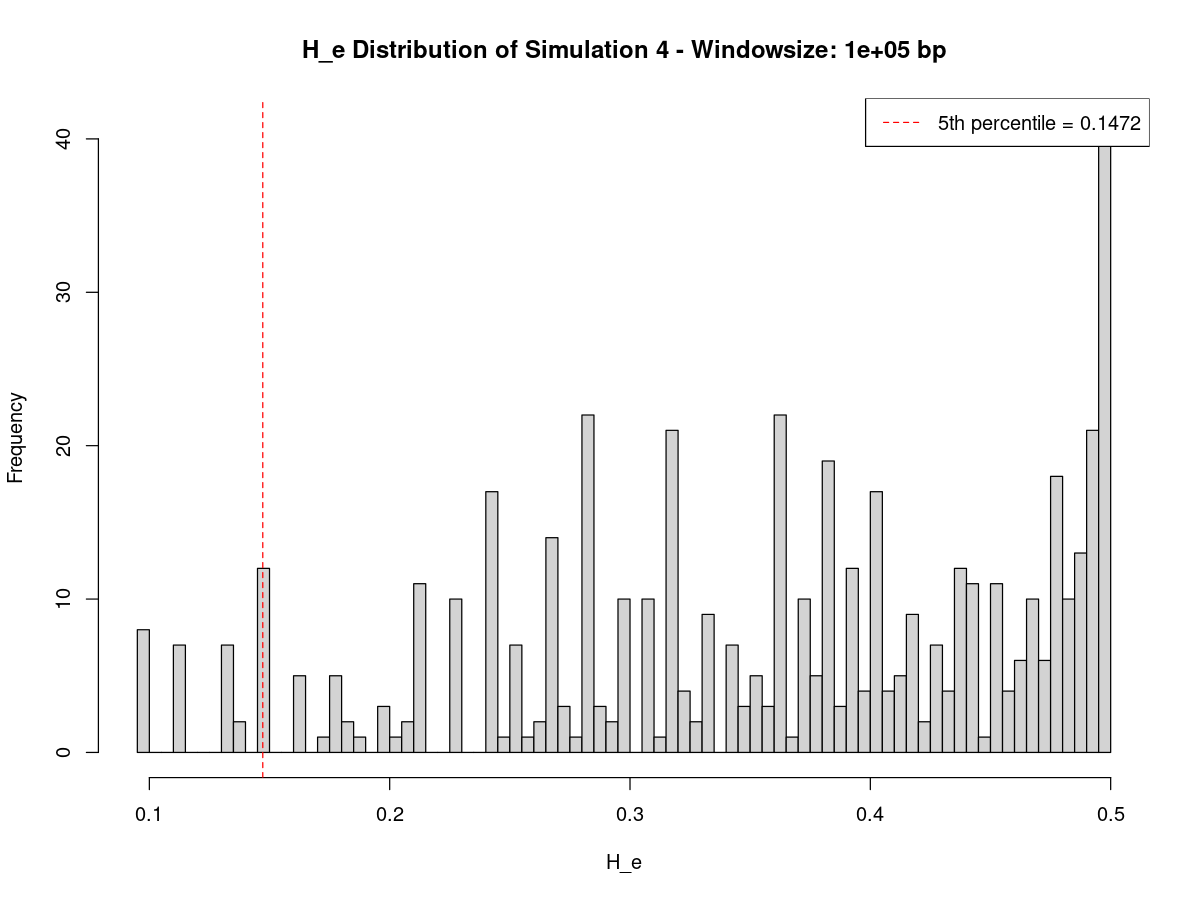 H_e Distribution of Simulation 4 - Windowsize: 1e+05 bp
5th percentile = 0.1472
40
30
20
10
0
Frequency
0.1 0.2 0.3 0.4 0.5
H_e